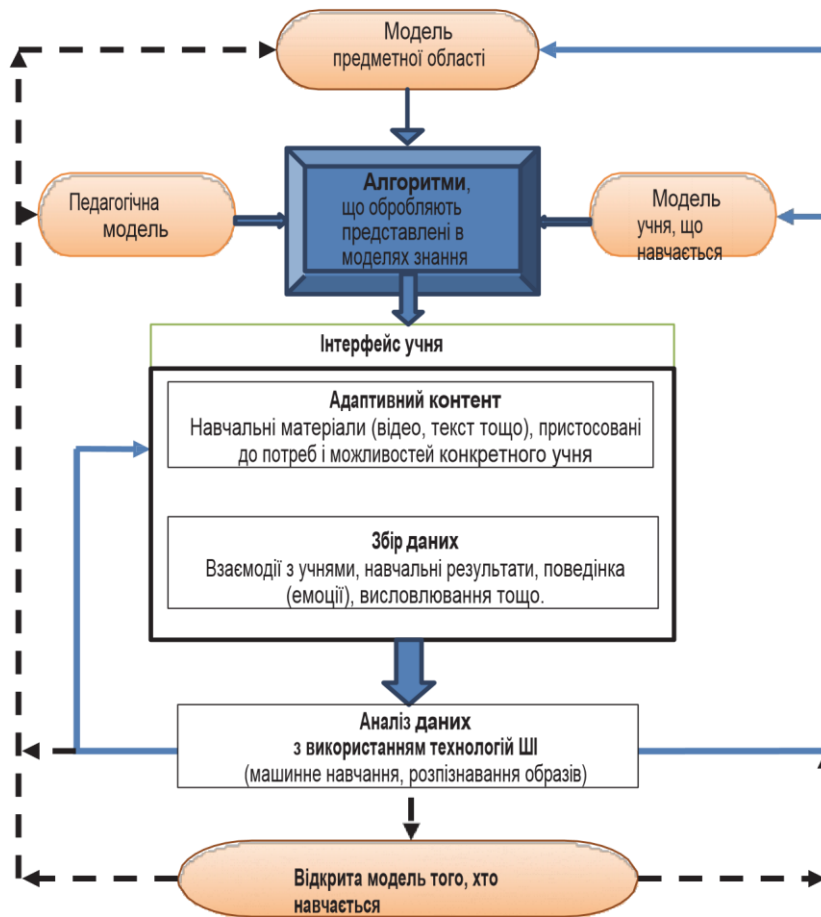 Модель
предметної області
Педагогічна
модель
Алгоритми,
що обробляють
представлені в
моделях знання
Модель
учня, що
навчається
Інтерфейс учня
Адаптивний контент
Навчальні матеріали (відео, текст тощо), пристосовані
до потреб і можливостей конкретного учня
Збір даних
Взаємодії з учнями, навчальні результати, поведінка
(емоції), висловлювання тощо.
Аналіз даних
з використанням технологій ШІ
(машинне навчання, розпізнавання образів)
Відкрита модель того, хто
навчається